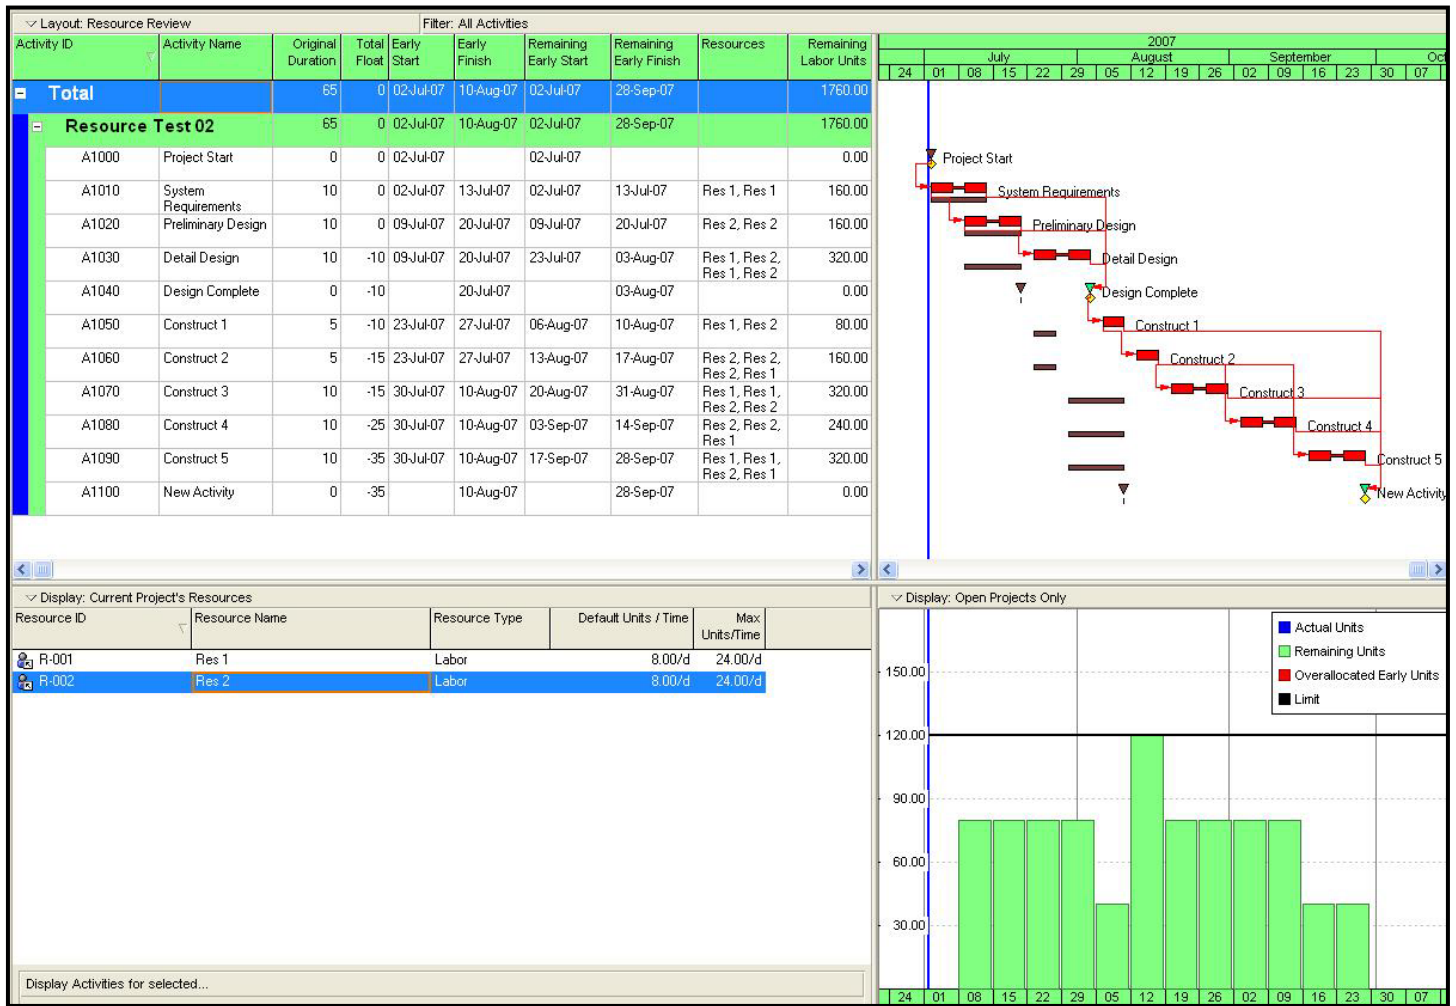 Layout: Resource Review
Filter: All Activities
Activity ID Activity Name Original Duration Total Float Early Start Early Finish Remaining Early Start Remaining Early Finish Resources Remaining Labor Units
2007
July August September Oct
24 01 08 15 22 29 05 12 19 26 02 09 16 23 30 07
Total 65 0 02-Jul-07 10-Aug-07 02-Jul-07 28-Sep-07 1760.00
Resource Test 02 65 0 02-Jul-07 10-Aug-07 02-Jul-07 28-Sep-07 1760.00
A1000 Project Start 0 0 02-Jul-07 02-Jul-07 0.00
A1010 System Requirements 10 0 02-Jul-07 13-Jul-07 02-Jul-07 13-Jul-07 Res 1, Res 1 160.00
A1020 Preliminary Design 10 0 09-Jul-07 20-Jul-07 09-Jul-07 20-Jul-07 Res 2, Res 2 160.00
A1030 Detail Design 10 -10 09-Jul-07 20-Jul-07 23-Jul-07 03-Aug-07 Res 1, Res 2, Res 1, Res 2 320.00
A1040 Design Complete 0 -10 20-Jul-07 03-Aug-07 0.00
A1050 Construct 1 5 -10 23-Jul-07 27-Jul-07 06-Aug-07 10-Aug-07 Res 1, Res 2 80.00
A1060 Construct 2 5 -15 23-Jul-07 27-Jul-07 13-Aug-07 17-Aug-07 Res 2, Res 2, Res 2, Res 1 160.00
A1070 Construct 3 10 -15 30-Jul-07 10-Aug-07 20-Aug-07 31-Aug-07 Res 1, Res 1, Res 2, Res 2 320.00
A1080 Construct 4 10 -25 30-Jul-07 10-Aug-07 03-Sep-07 14-Sep-07 Res 2, Res 2, Res 1 240.00
A1090 Construct 5 10 -35 30-Jul-07 10-Aug-07 17-Sep-07 28-Sep-07 Res 1, Res 1, Res 2, Res 1 320.00
A1100 New Activity 0 -35 10-Aug-07 28-Sep-07 0.00
Project Start
System Requirements
Preliminary Design
Detail Design
Design Complete
Construct 1
Construct 2
Construct 3
Construct 4
Construct 5
New Activity
Display: Current Project's Resources
Resource ID Resource Name Resource Type Default Units / Time Max Units/Time
R-001 Res 1 Labor 8.00/d 24.00/d
R-002 Res 2 Labor 8.00/d 24.00/d
Display Activities for selected...
Display: Open Projects Only
Actual Units
Remaining Units
Overallocated Early Units
Limit
150.00
120.00
90.00
60.00
30.00
24 01 08 15 22 29 05 12 19 26 02 09 16 23 30 07